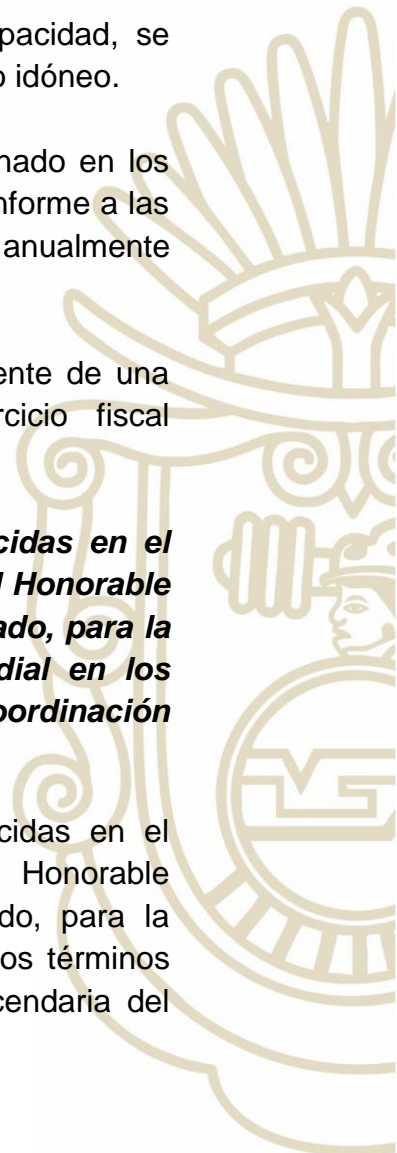 pacidad, se
o idóneo.
nado en los
nforme a las
anualmente
ente de una
rcicio fiscal
cidas en el
Honorable
ado, para la
dial en los
oordinación
cidas en el
Honorable
do, para la
os términos
cendaria del